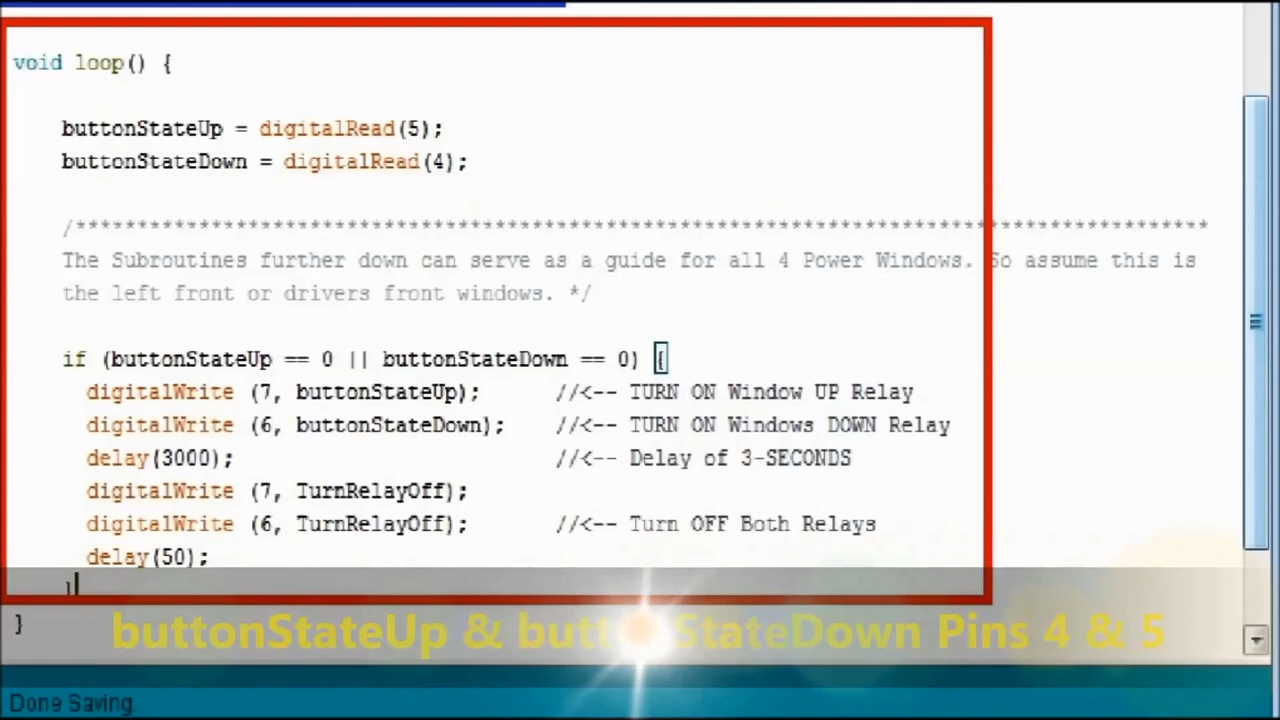 void loop() {
buttonStateUp = digitalRead(5);
buttonStateDown = digitalRead(4);
/********************************************************************************************
The Subroutines further down can serve as a guide for all 4 Power Windows. So assume this is
the left front or drivers front windows. */
if (buttonStateUp == 0 || buttonStateDown == 0) {
digitalWrite (7, buttonStateUp); //<-- TURN ON Window UP Relay
digitalWrite (6, buttonStateDown); //<-- TURN ON Windows DOWN Relay
delay(3000); //<-- Delay of 3-SECONDS
digitalWrite (7, TurnRelayOff);
digitalWrite (6, TurnRelayOff); //<-- Turn OFF Both Relays
delay(50);
}
}
buttonStateUp & buttonStateDown Pins 4 & 5
Done Saving.